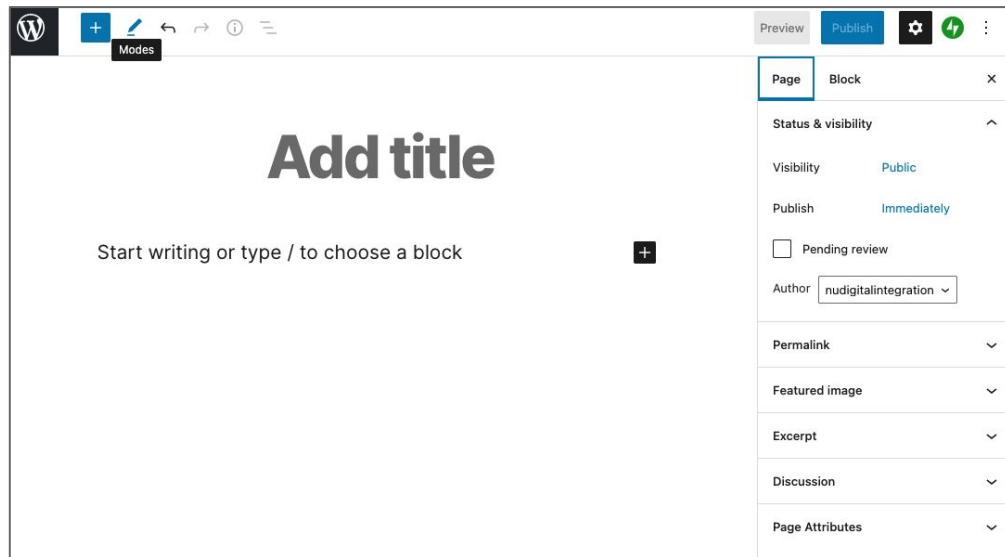 Preview Publish
Modes
Page Block
Add title
Start writing or type / to choose a block
Status & visibility
Visibility Public
Publish Immediately
Pending review
Author nudigitalintegration
Permalink
Featured image
Excerpt
Discussion
Page Attributes